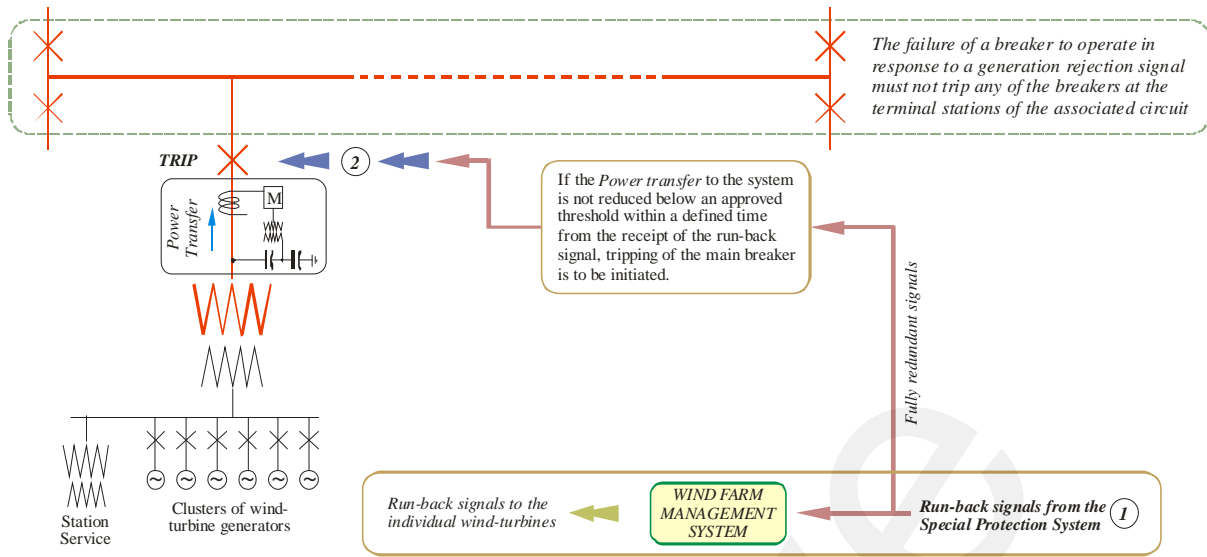 The failure of a breaker to operate in
response to a generation rejection signal
must not trip any of the breakers at the
terminal stations of the associated circuit
TRIP
2
If the Power transfer to the system
is not reduced below an approved
threshold within a defined time
from the receipt of the run-back
signal, tripping of the main breaker
is to be initiated.
M
Power
Transfer
Fully redundant signals
Station
Service
Clusters of wind-
turbine generators
Run-back signals to the
individual wind-turbines
WIND FARM
MANAGEMENT
SYSTEM
Run-back signals from the
Special Protection System
1